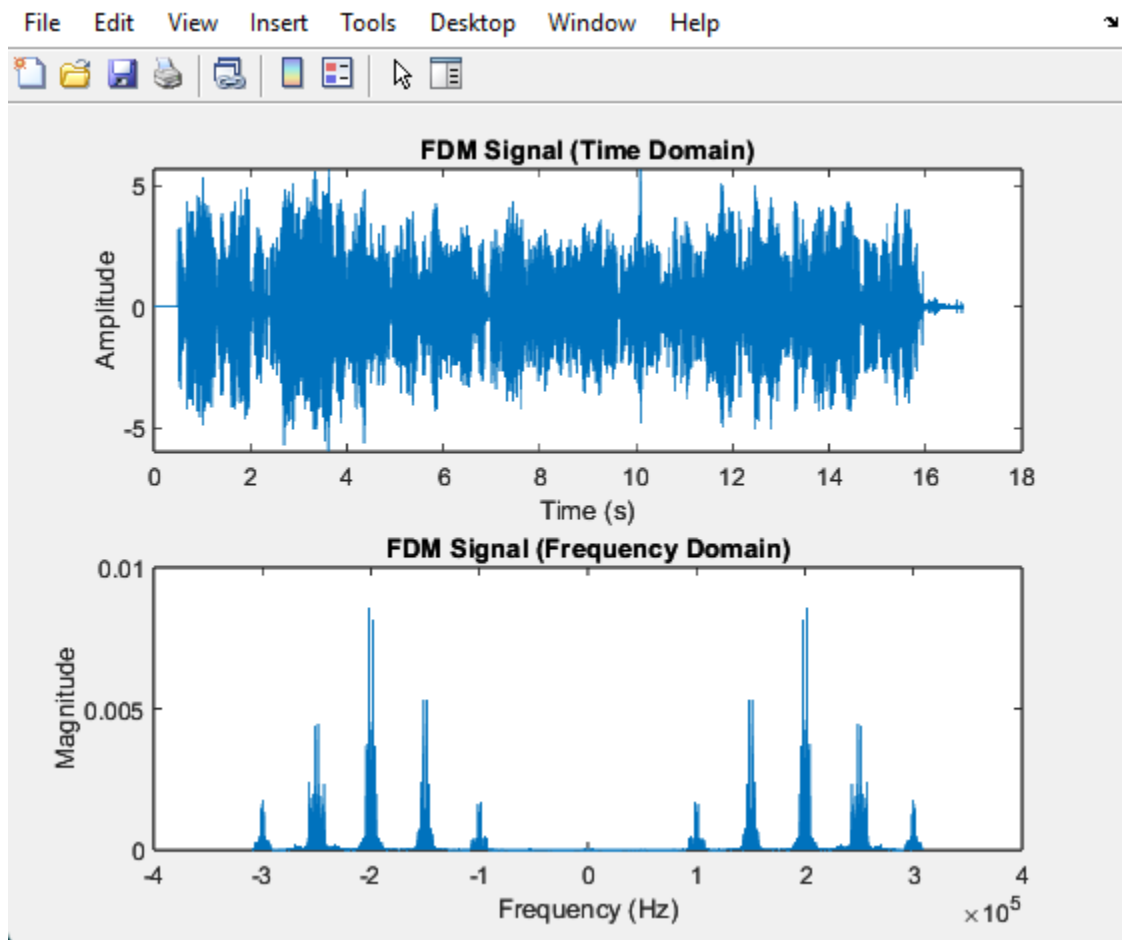 File Edit View Insert Tools Desktop Window Help
FDM Signal (Time Domain)
5
0
-5
Amplitude
0 2 4 6 8 10 12 14 16 18
Time (s)
FDM Signal (Frequency Domain)
0.01
0.005
0
Magnitude
-4 -3 -2 -1 0 1 2 3 4
Frequency (Hz)
×10⁵